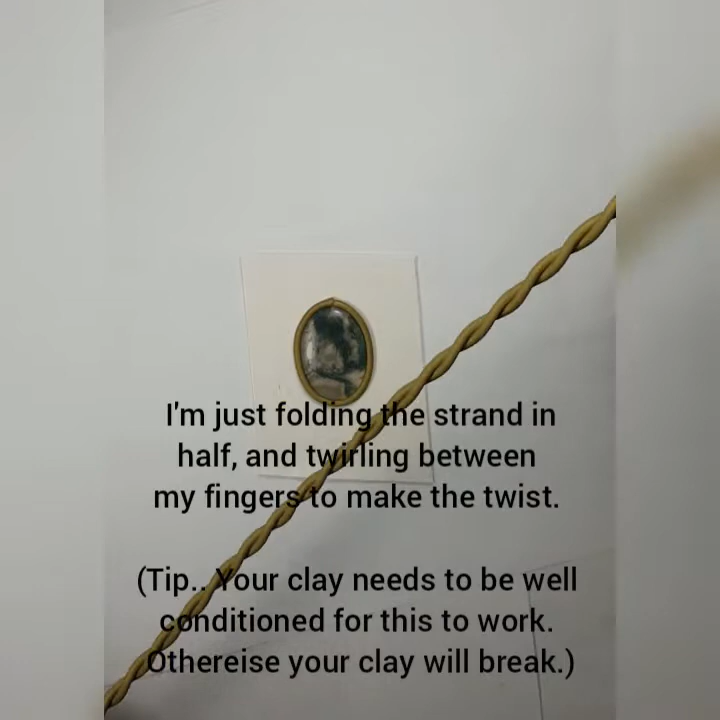 I'm just folding the strand in
half, and twirling between
my fingers to make the twist.
(Tip.. Your clay needs to be well
conditioned for this to work.
Othereise your clay will break.)